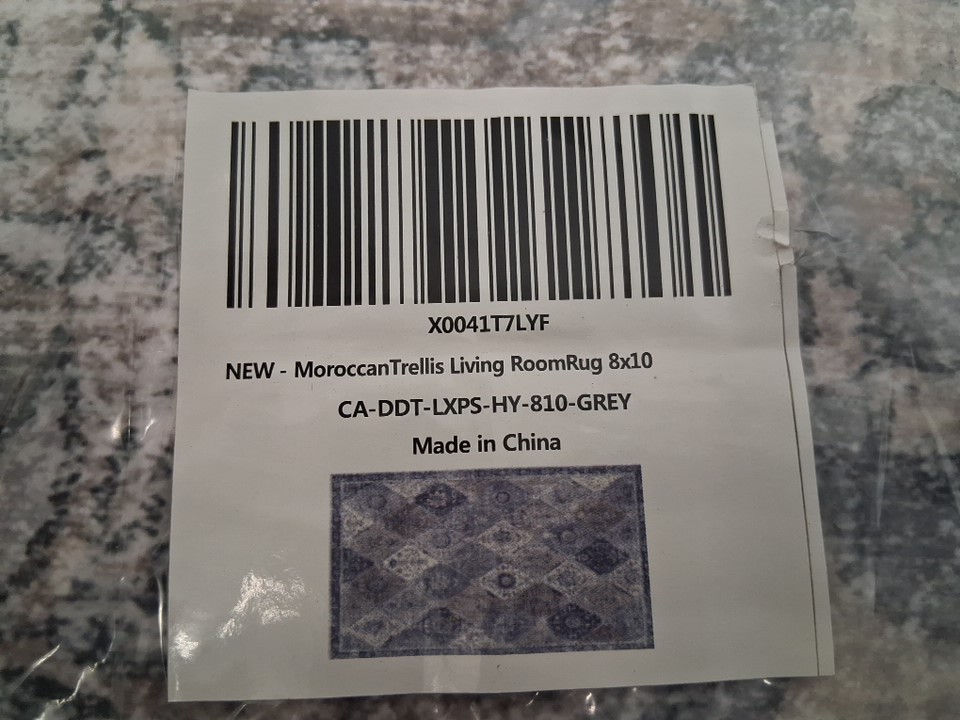 X0041T7LYF
NEW - MoroccanTrellis Living RoomRug 8x10
CA-DDT-LXPS-HY-810-GREY
Made in China